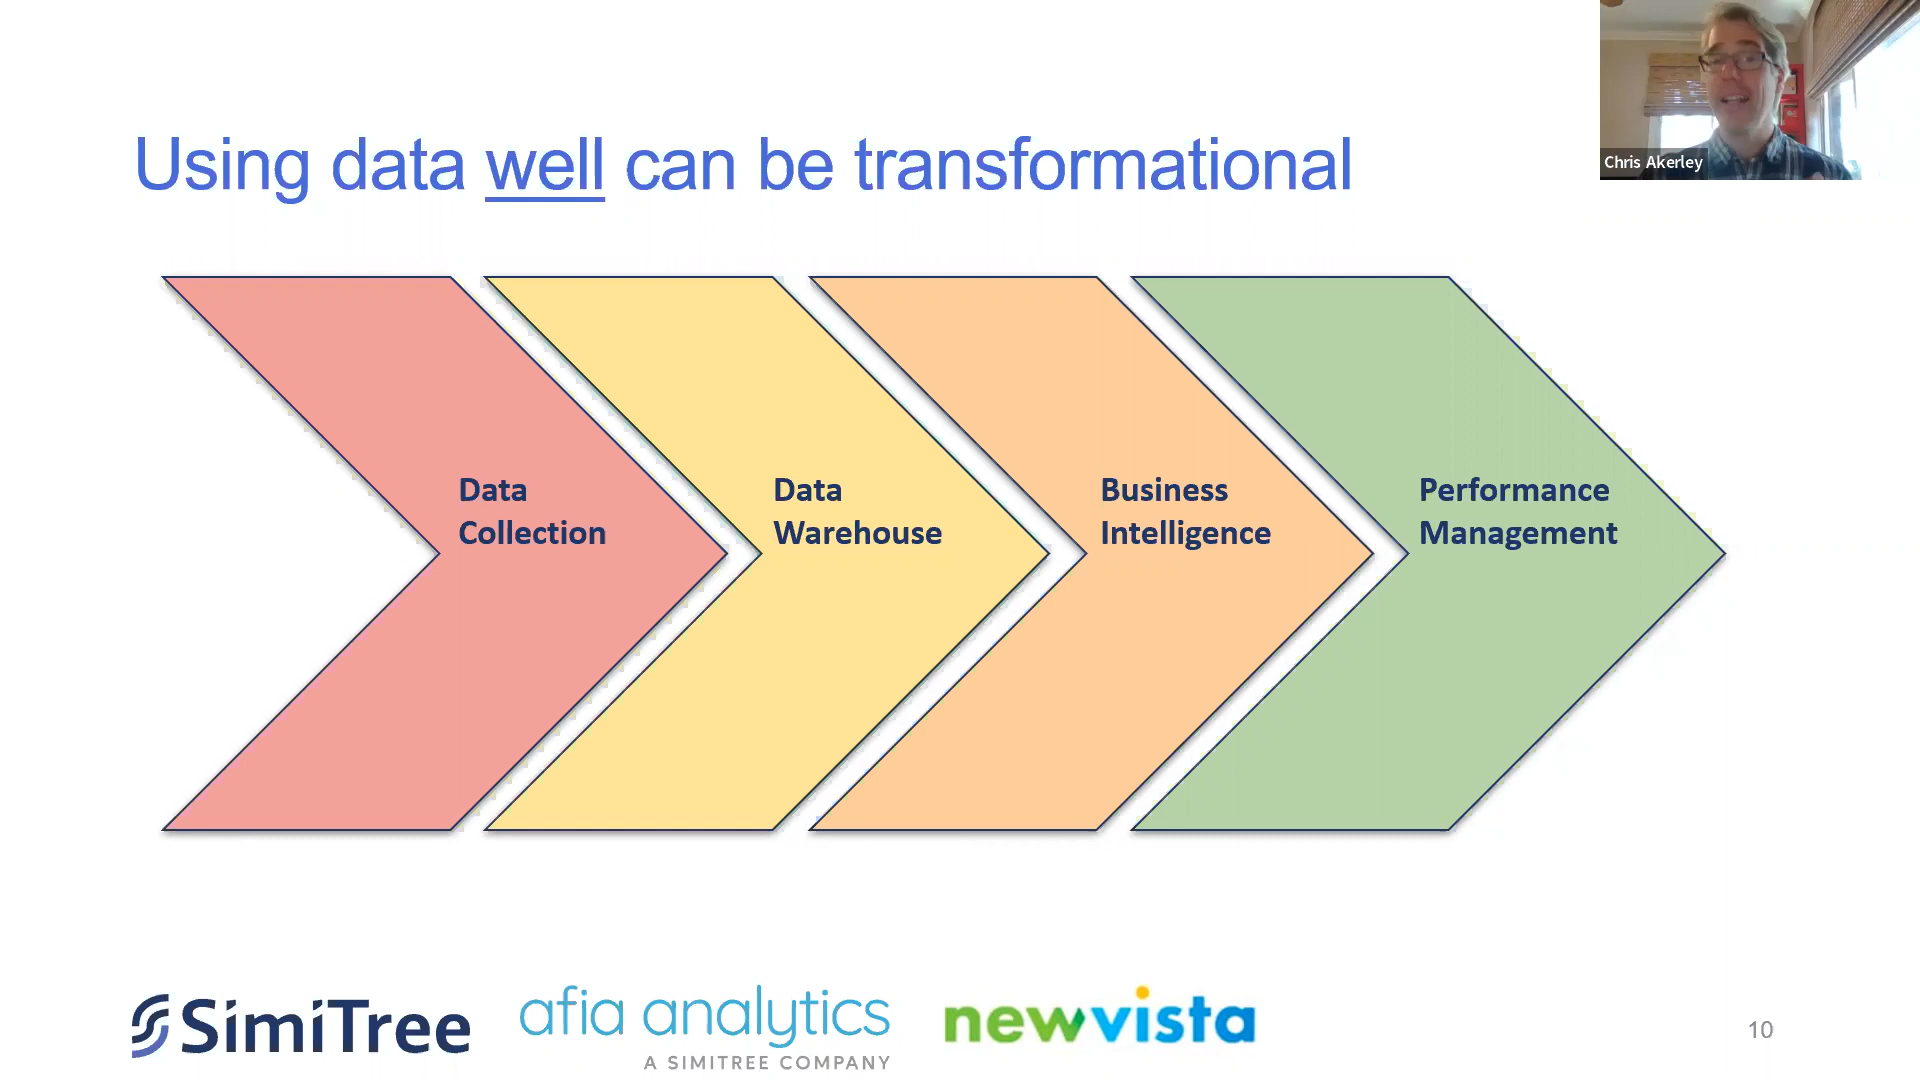 Chris Akerley
Using data well can be transformational
Data
Collection
Data
Warehouse
Business
Intelligence
Performance
Management
SimiTree
afia analytics
A SIMITREE COMPANY
newvista
10